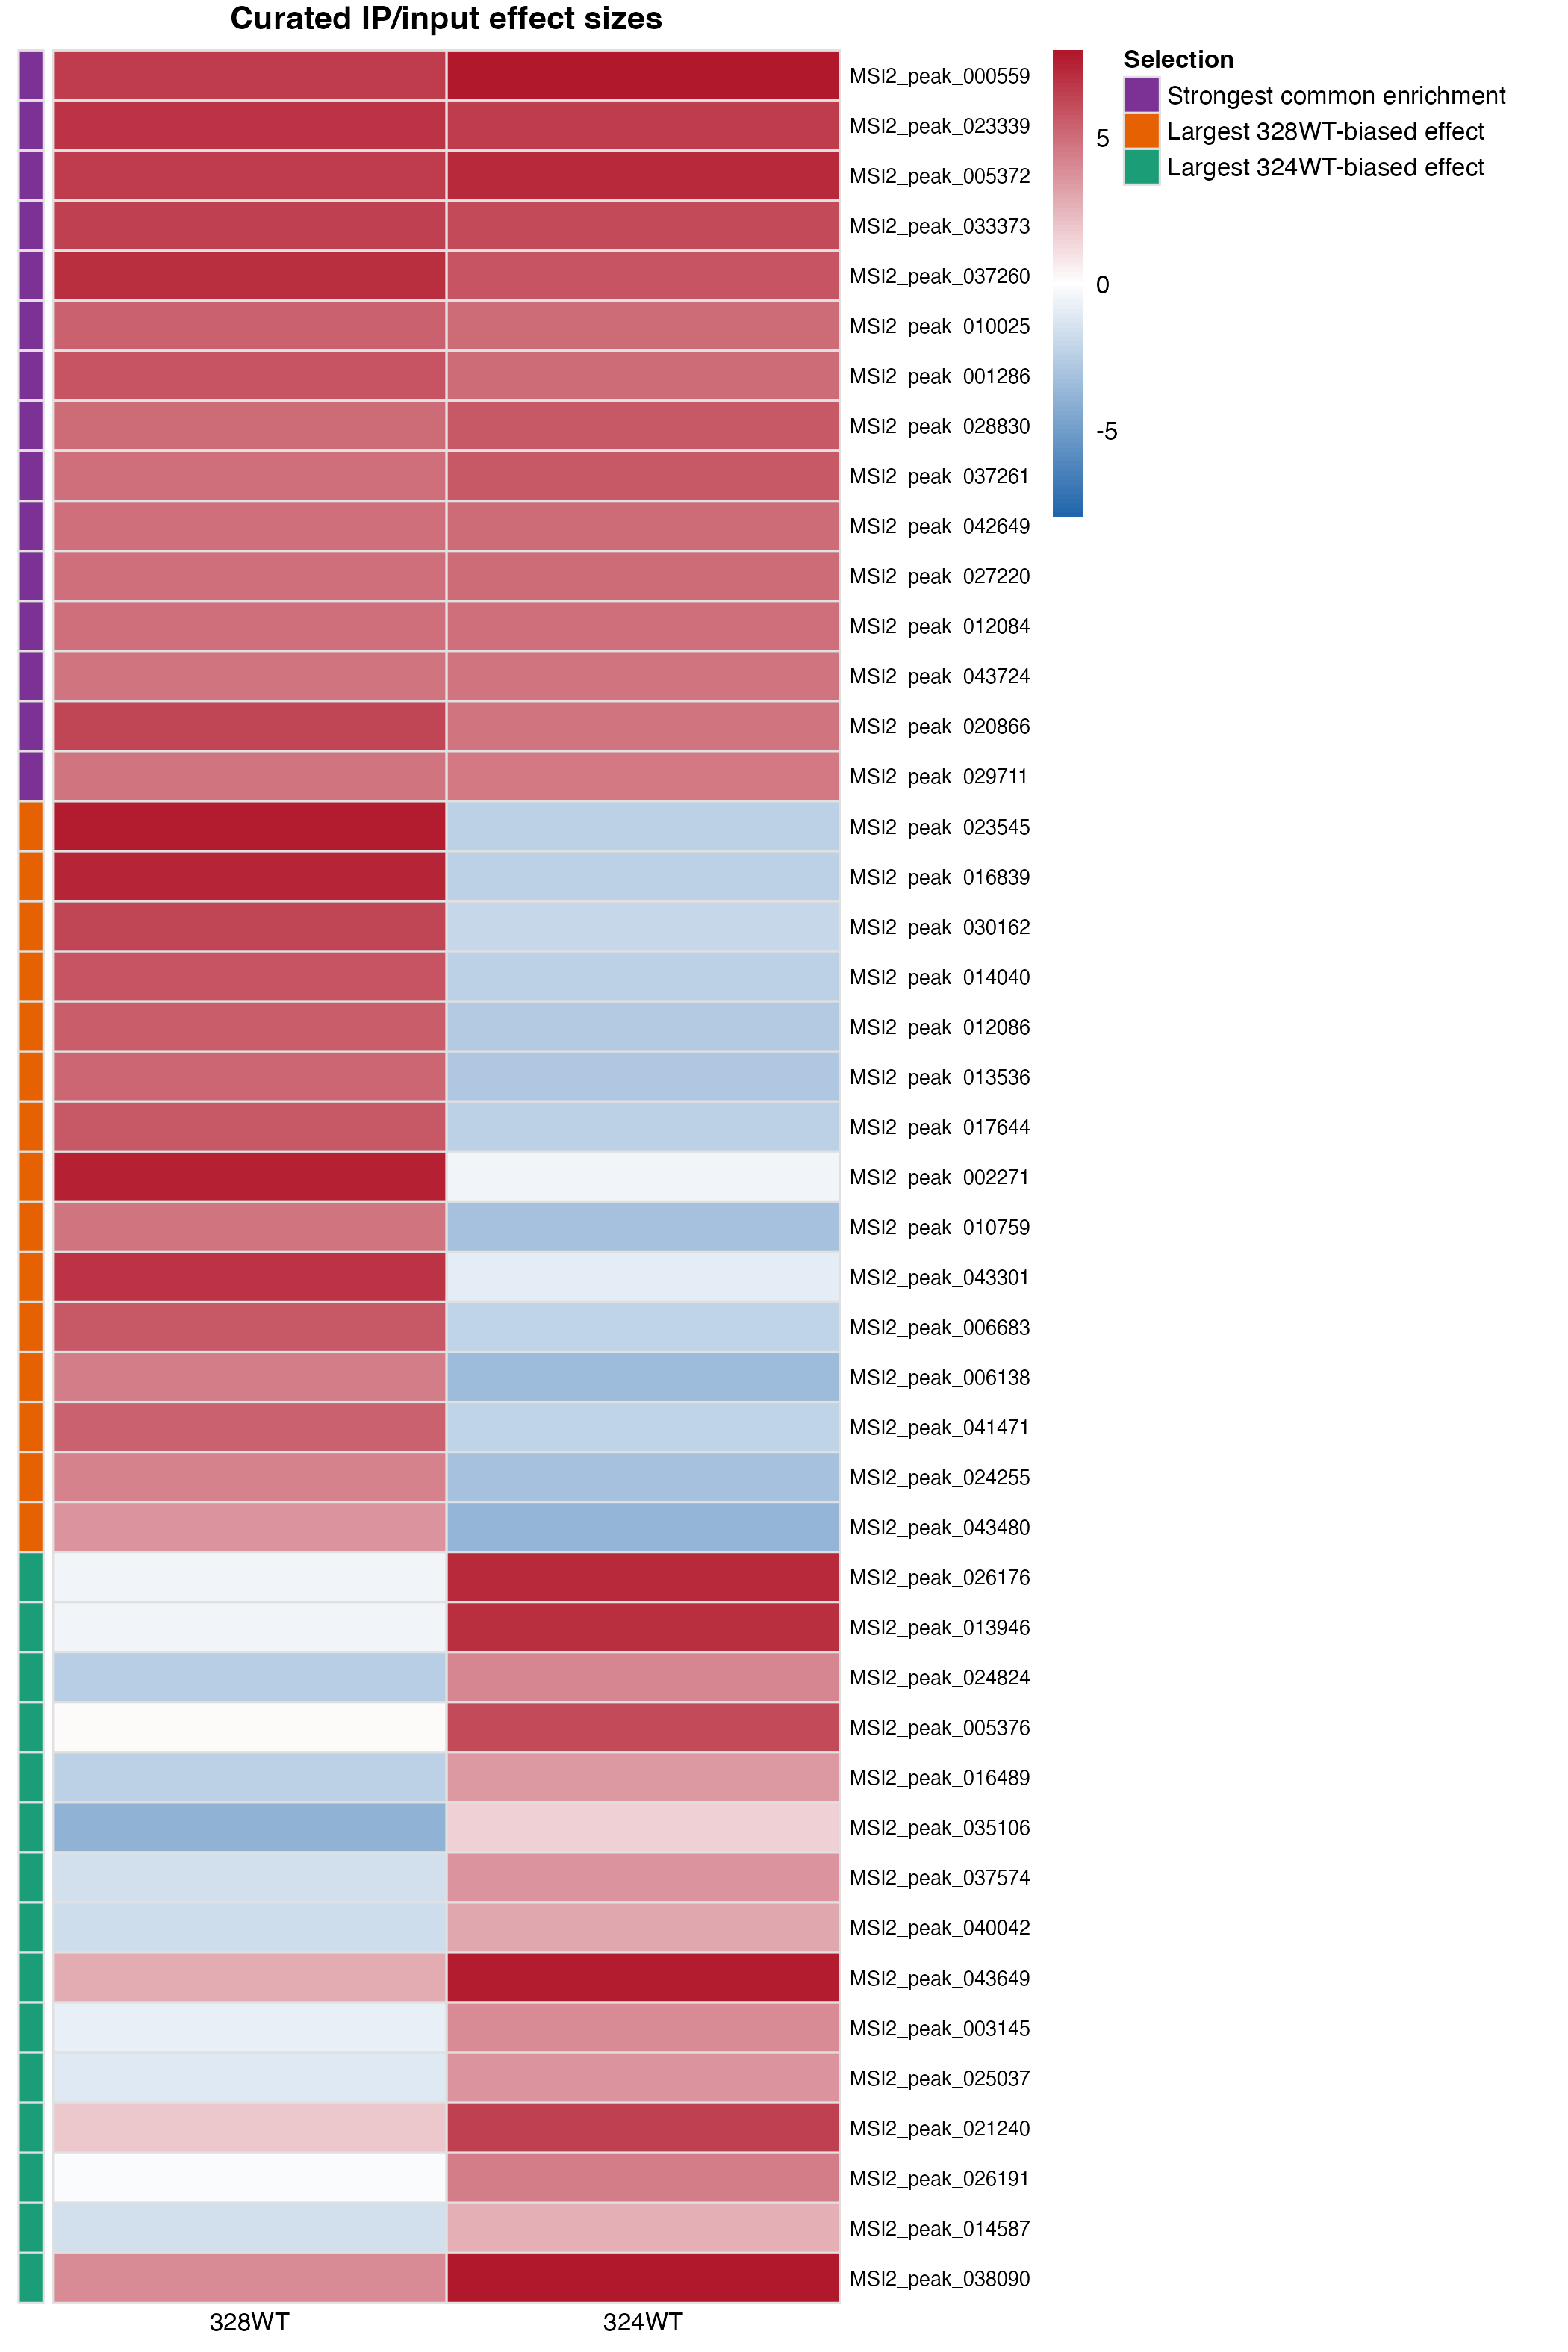 Curated IP/input effect sizes
MSI2_peak_000559
MSI2_peak_023339
MSI2_peak_005372
MSI2_peak_033373
MSI2_peak_037260
MSI2_peak_010025
MSI2_peak_001286
MSI2_peak_028830
MSI2_peak_037261
MSI2_peak_042649
MSI2_peak_027220
MSI2_peak_012084
MSI2_peak_043724
MSI2_peak_020866
MSI2_peak_029711
MSI2_peak_023545
MSI2_peak_016839
MSI2_peak_030162
MSI2_peak_014040
MSI2_peak_012086
MSI2_peak_013536
MSI2_peak_017644
MSI2_peak_002271
MSI2_peak_010759
MSI2_peak_043301
MSI2_peak_006683
MSI2_peak_006138
MSI2_peak_041471
MSI2_peak_024255
MSI2_peak_043480
MSI2_peak_026176
MSI2_peak_013946
MSI2_peak_024824
MSI2_peak_005376
MSI2_peak_016489
MSI2_peak_035106
MSI2_peak_037574
MSI2_peak_040042
MSI2_peak_043649
MSI2_peak_003145
MSI2_peak_025037
MSI2_peak_021240
MSI2_peak_026191
MSI2_peak_014587
MSI2_peak_038090
328WT 324WT
5
0
-5
Selection
Strongest common enrichment
Largest 328WT-biased effect
Largest 324WT-biased effect